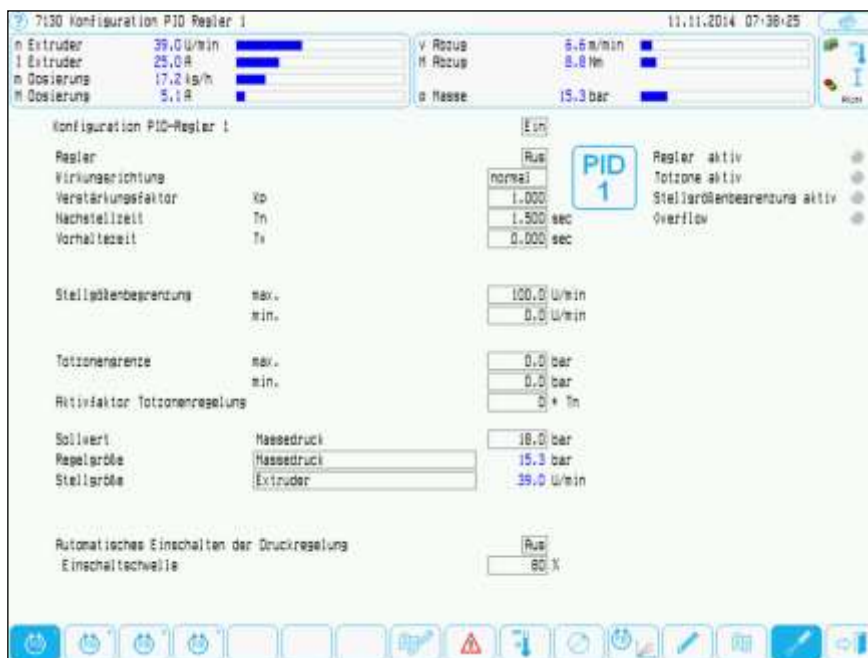 ? 7130 Konfiguration PID Regler 1 11.11.2014 07:38:25
n Extruder 39.0 U/min v Abzug 6.6 m/min
I Extruder 25.0 A M Abzug 8.8 Nm
m Dosierung 17.2 kg/h
M Dosierung 5.1 A p Masse 15.3 bar
Konfiguration PID-Regler 1 Ein
Regler Aus PID 1 Regler aktiv
Wirkungsrichtung normal Totzone aktiv
Verstärkungsfaktor Kp 1.000 Stellgrößenbegrenzung aktiv
Nachstellzeit Tn 1.500 sec Overflow
Vorhaltezeit Tv 0.000 sec
Stellgößenbegrenzung max. 100.0 U/min
min. 0.0 U/min
Totzonengrenze max. 0.0 bar
min. 0.0 bar
Aktivfaktor Totzonenregelung 0 * Tn
Sollwert Massedruck 18.0 bar
Regelgröße Massedruck 15.3 bar
Stellgröße Extruder 39.0 U/min
Automatisches Einschalten der Druckregelung Aus
Einschaltschwelle 80 %